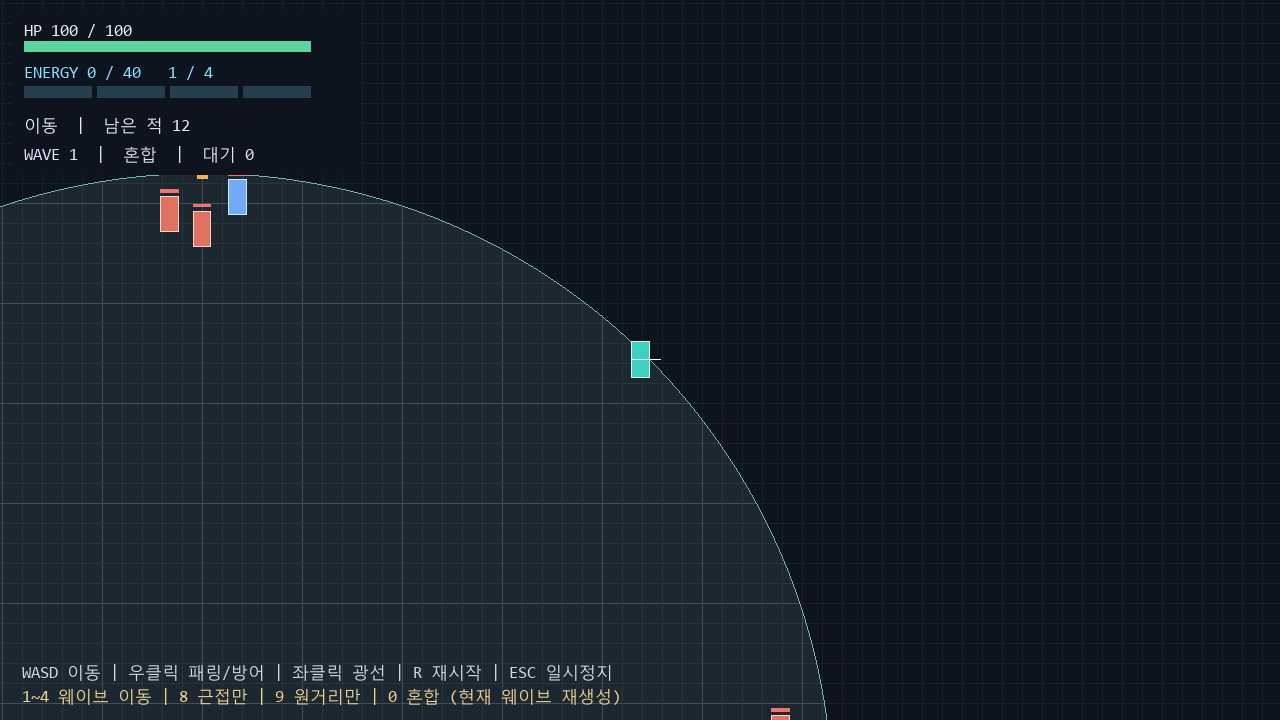 HP 100 / 100
ENERGY 0 / 40 1 / 4
이동 | 남은 적 12
WAVE 1 | 혼합 | 대기 0
WASD 이동 | 우클릭 패링/방어 | 좌클릭 광선 | R 재시작 | ESC 일시정지
1~4 웨이브 이동 | 8 근접만 | 9 원거리만 | 0 혼합 (현재 웨이브 재생성)